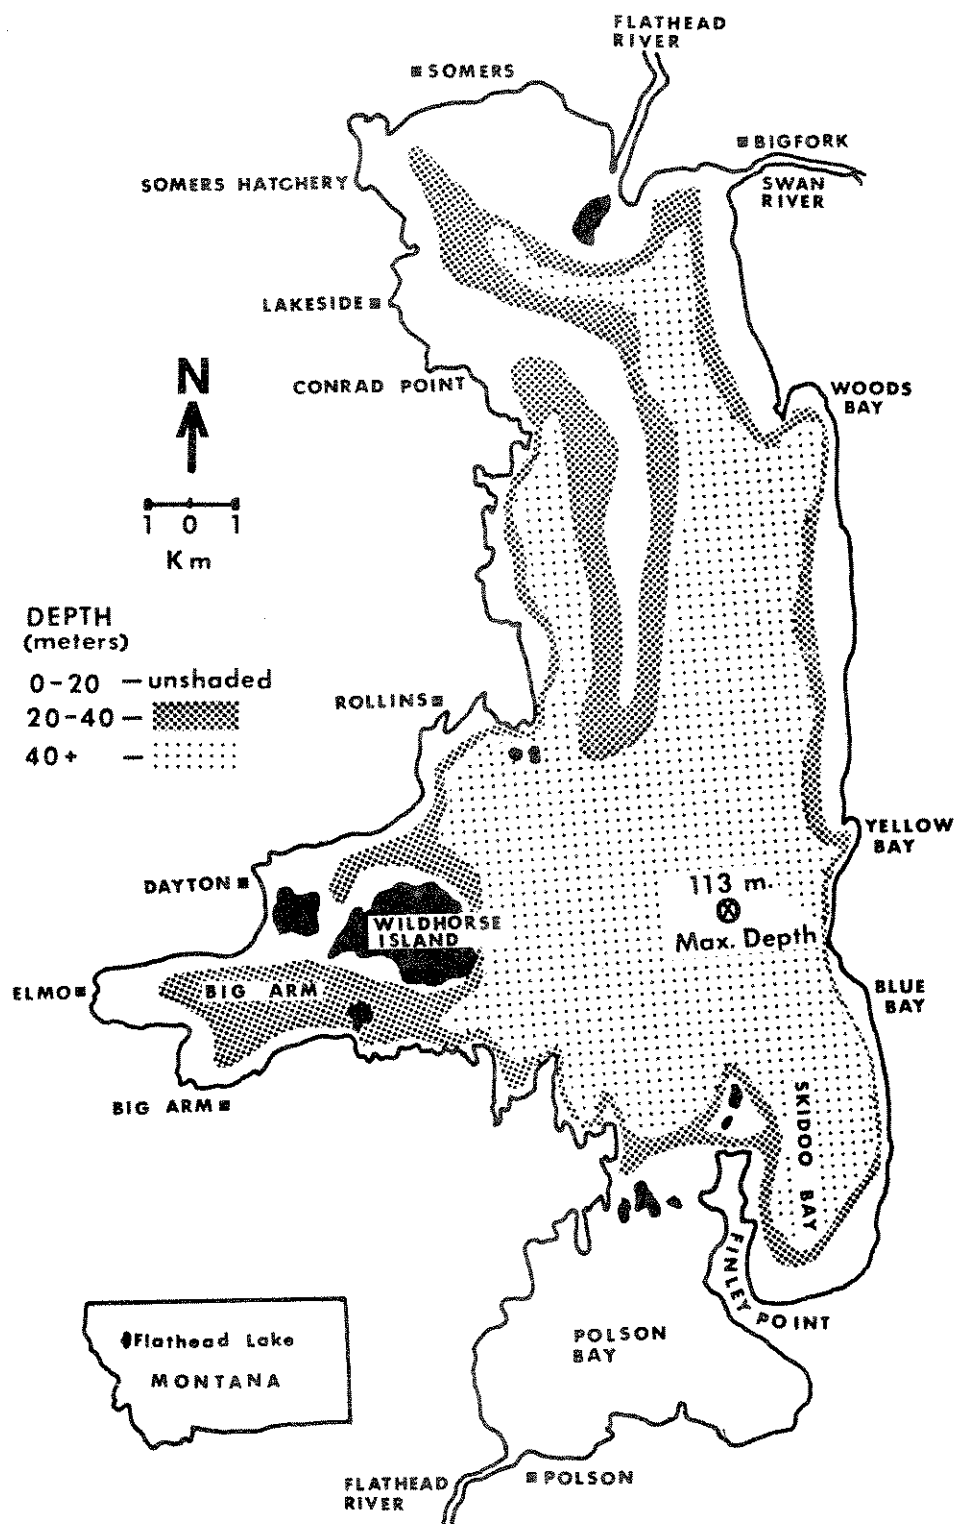 FLATHEAD
RIVER
SOMERS
BIGFORK
SOMERS HATCHERY
SWAN
RIVER
LAKESIDE
N
CONRAD POINT
WOODS
BAY
1 0 1
Km
DEPTH
(meters)
0-20 — unshaded
20-40 —
40+ —
ROLLINS
YELLOW
BAY
DAYTON
113 m.
WILDHORSE
ISLAND
Max. Depth
ELMO
BIG ARM
BLUE
BAY
BIG ARM
SKIDOO BAY
FINLEY POINT
POLSON
BAY
Flathead Lake
MONTANA
FLATHEAD
RIVER
POLSON